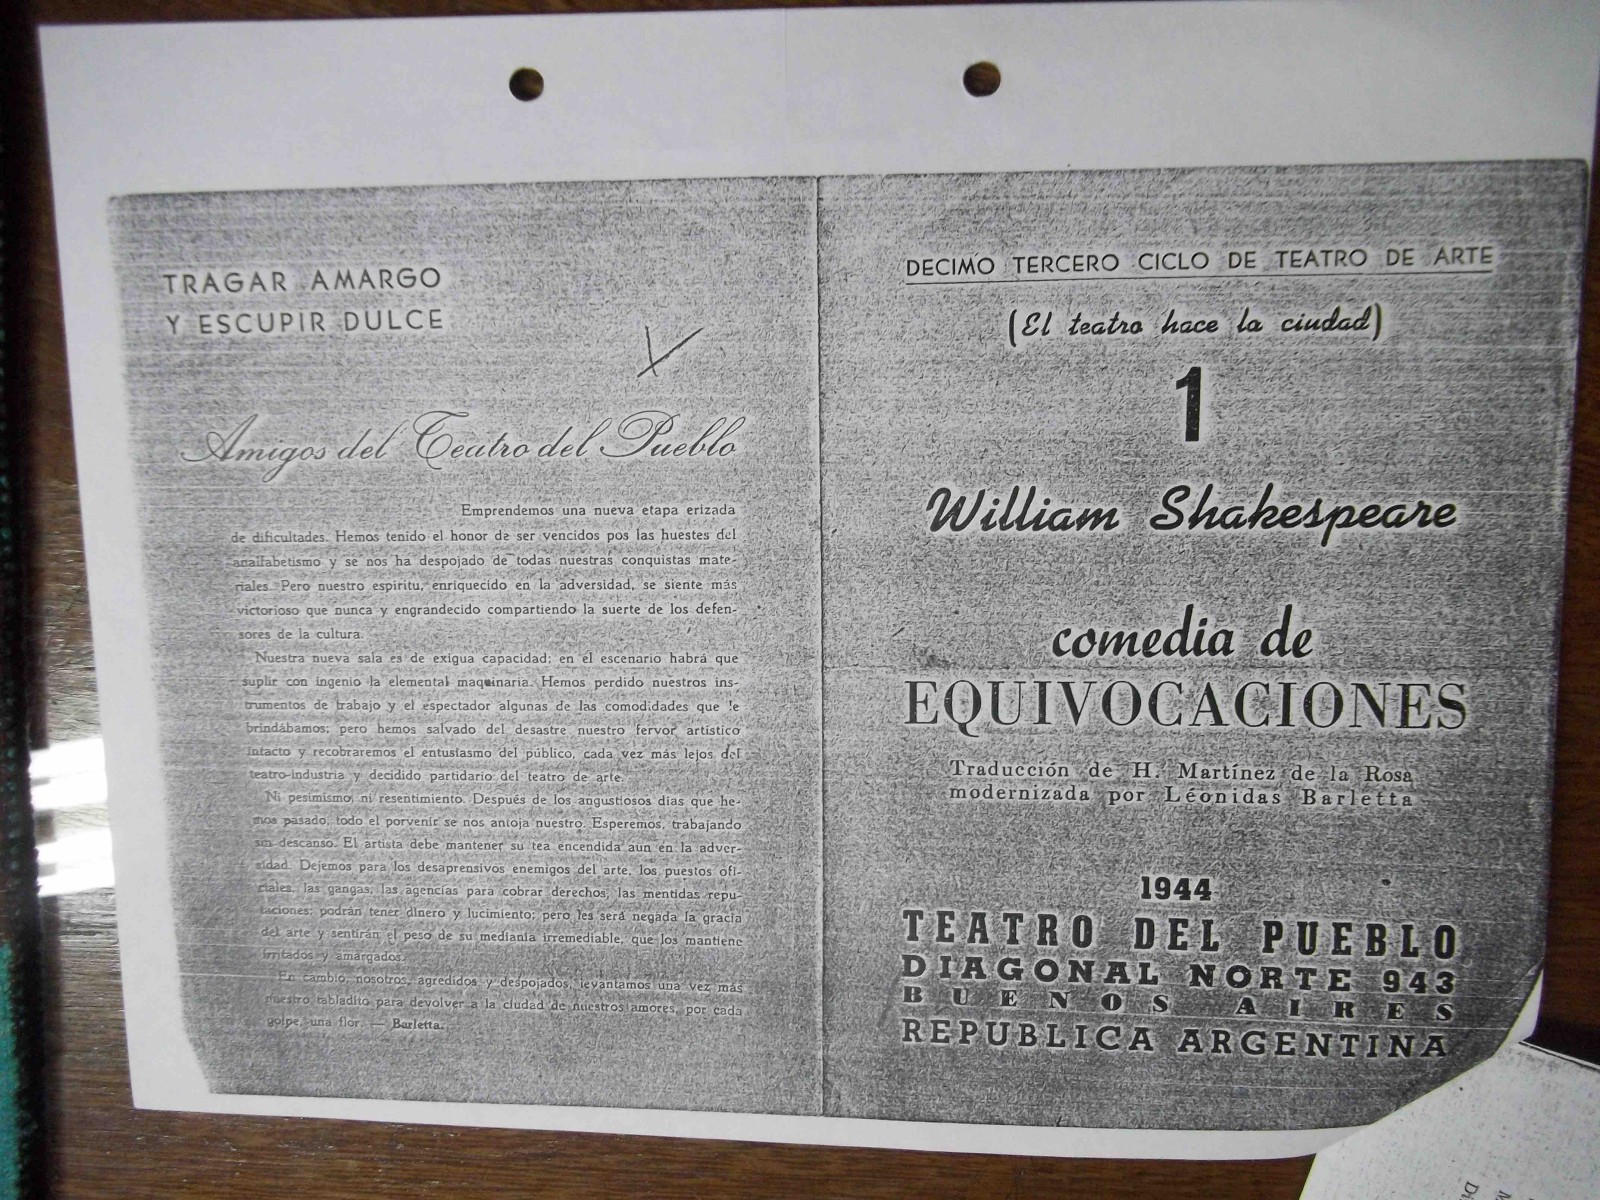 TRAGAR AMARGO
Y ESCUPIR DULCE
Amigos del Teatro del Pueblo
Emprendemos una nueva etapa erizada
de dificultades. Hemos tenido el honor de ser vencidos pos las huestes del
analfabetismo y se nos ha despojado de todas nuestras conquistas mate-
riales. Pero nuestro espíritu, enriquecido en la adversidad, se siente más
victorioso que nunca y engrandecido compartiendo la suerte de los defen-
sores de la cultura.
Nuestra nueva sala es de exigua capacidad; en el escenario habrá que
suplir con ingenio la elemental maquinaria. Hemos perdido nuestros ins-
trumentos de trabajo y el espectador algunas de las comodidades que le
brindábamos; pero hemos salvado del desastre nuestro fervor artístico
intacto y recobraremos el entusiasmo del público, cada vez más lejos del
teatro-industria y decidido partidario del teatro de arte.
Ni pesimismo, ni resentimiento. Después de los angustiosos días que he-
mos pasado, todo el porvenir se nos antoja nuestro. Esperemos, trabajando
sin descanso. El artista debe mantener su tea encendida aun en la adver-
sidad. Dejemos para los desaprensivos enemigos del arte, los puestos ofi-
ciales, las gangas, las agencias para cobrar derechos, las mentidas repu-
taciones; podrán tener dinero y lucimiento; pero les será negada la gracia
del arte y sentirán el peso de su medianía irremediable, que los mantiene
irritados y amargados.
En cambio, nosotros, agredidos y despojados, levantamos una vez más
nuestro tabladito para devolver a la ciudad de nuestros amores, por cada
golpe, una flor. — Barletta.
DECIMO TERCERO CICLO DE TEATRO DE ARTE
(El teatro hace la ciudad)
1
William Shakespeare
comedia de
EQUIVOCACIONES
Traducción de H. Martínez de la Rosa
modernizada por Léonidas Barletta
1944
TEATRO DEL PUEBLO
DIAGONAL NORTE 943
BUENOS AIRES
REPUBLICA ARGENTINA